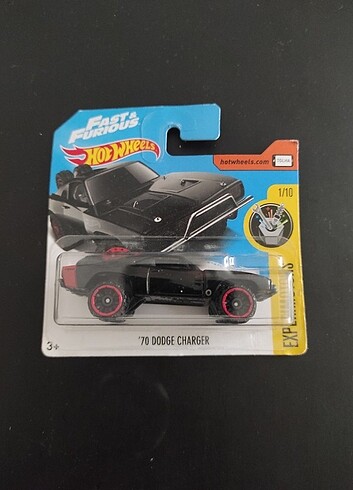 FAST &
FURIOUS
HOT WHEELS
hotwheels.com
1/10
3+
'70 DODGE CHARGER